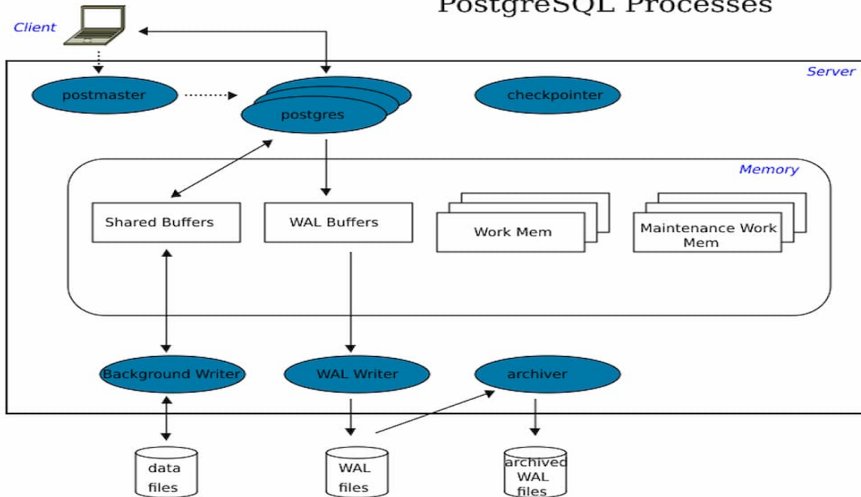 PostgreSQL Processes
Client
Server
postmaster
postgres
checkpointer
Memory
Shared Buffers
WAL Buffers
Work Mem
Maintenance Work
Mem
Background Writer
WAL Writer
archiver
data
files
WAL
files
archived
WAL
files